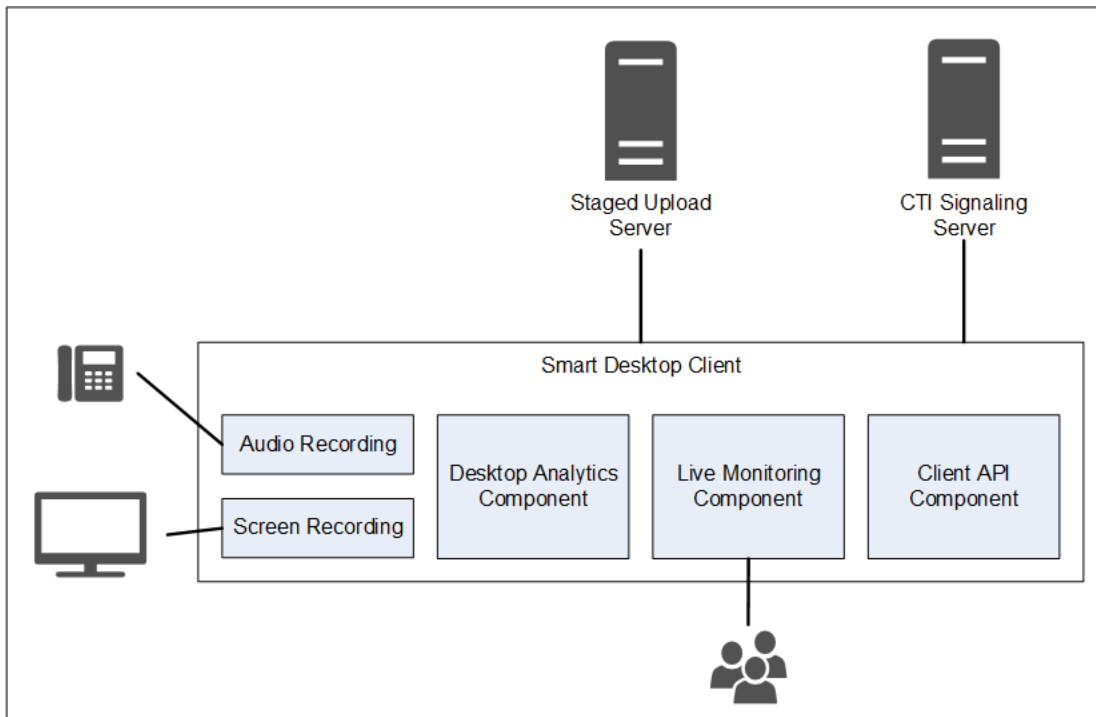 Staged Upload
Server
CTI Signaling
Server
Smart Desktop Client
Audio Recording
Screen Recording
Desktop Analytics
Component
Live Monitoring
Component
Client API
Component